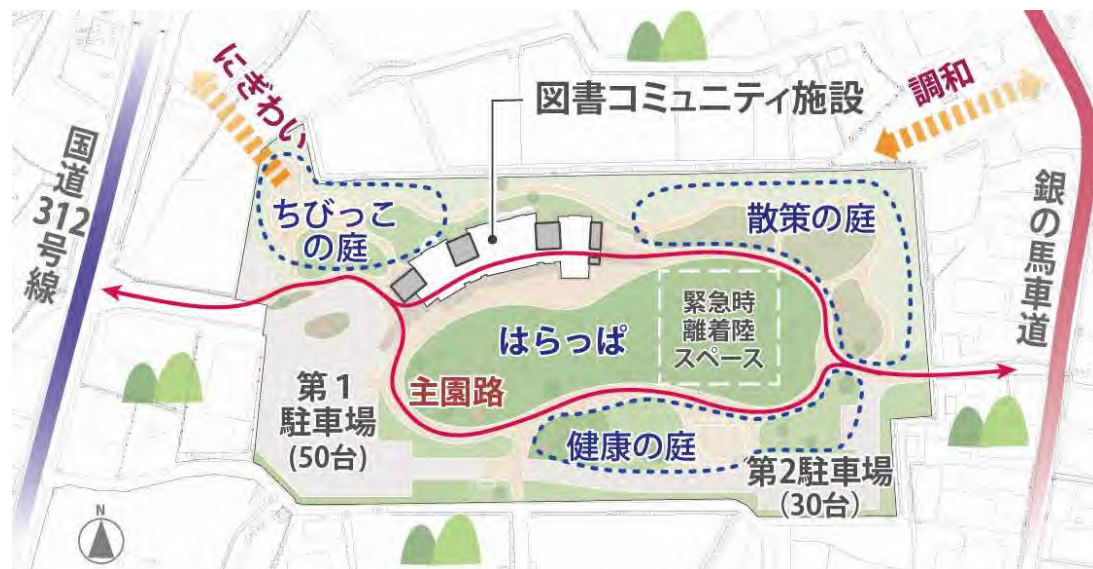 にぎわい
図書コミュニティ施設
調和
国道312号線
ちびっこ
の庭
散策の庭
銀の馬車道
緊急時
離着陸
スペース
はらっぱ
主園路
第1
駐車場
(50台)
健康の庭
第2駐車場
(30台)
N